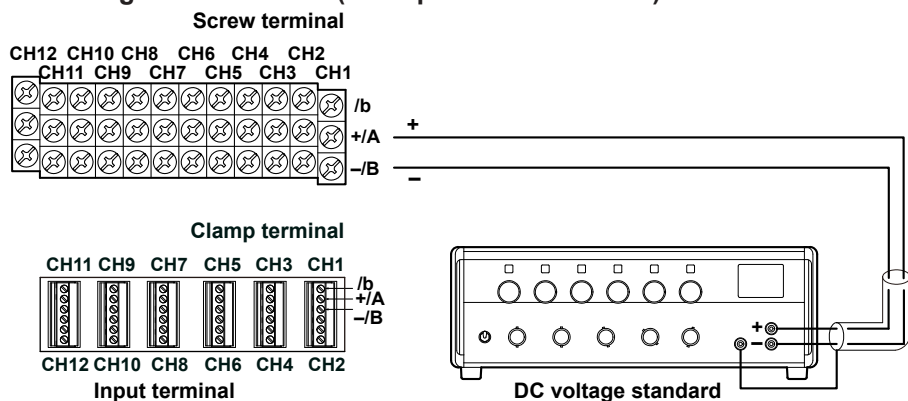 Screw terminal
CH12 CH10 CH8 CH6 CH4 CH2
CH11 CH9 CH7 CH5 CH3 CH1
/b
+/A
+
–/B
–
Clamp terminal
CH11 CH9 CH7 CH5 CH3 CH1
/b
+/A
–/B
CH12 CH10 CH8 CH6 CH4 CH2
Input terminal
+
–
DC voltage standard